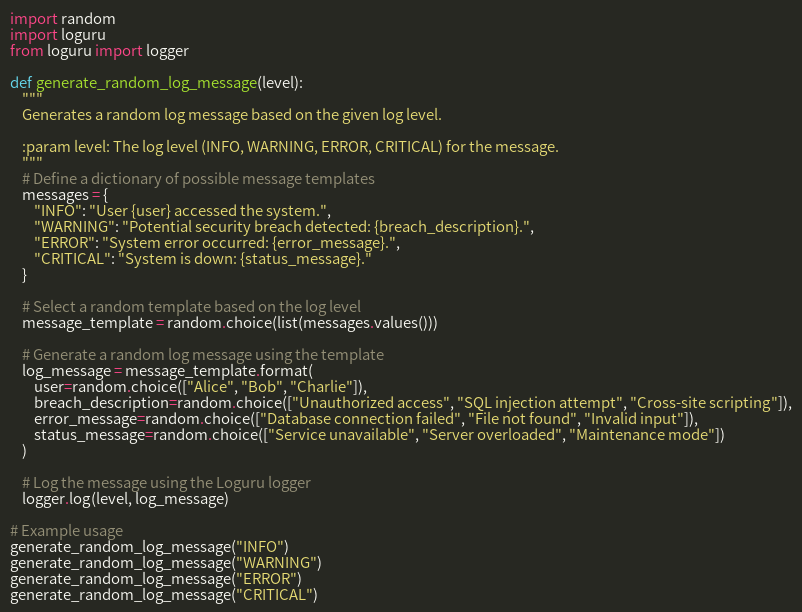 import random
import loguru
from loguru import logger

def generate_random_log_message(level):
    """
    Generates a random log message based on the given log level.

    :param level: The log level (INFO, WARNING, ERROR, CRITICAL) for the message.
    """
    # Define a dictionary of possible message templates
    messages = {
        "INFO": "User {user} accessed the system.",
        "WARNING": "Potential security breach detected: {breach_description}.",
        "ERROR": "System error occurred: {error_message}.",
        "CRITICAL": "System is down: {status_message}."
    }

    # Select a random template based on the log level
    message_template = random.choice(list(messages.values()))

    # Generate a random log message using the template
    log_message = message_template.format(
        user=random.choice(["Alice", "Bob", "Charlie"]),
        breach_description=random.choice(["Unauthorized access", "SQL injection attempt", "Cross-site scripting"]),
        error_message=random.choice(["Database connection failed", "File not found", "Invalid input"]),
        status_message=random.choice(["Service unavailable", "Server overloaded", "Maintenance mode"])
    )

    # Log the message using the Loguru logger
    logger.log(level, log_message)

# Example usage
generate_random_log_message("INFO")
generate_random_log_message("WARNING")
generate_random_log_message("ERROR")
generate_random_log_message("CRITICAL")